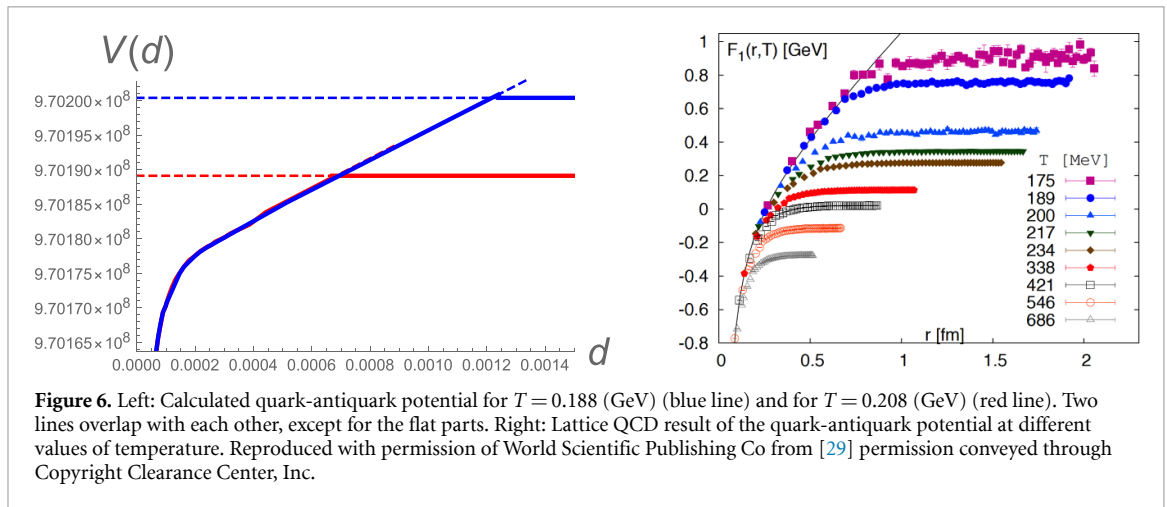 V(d)
9.70200×10⁸
9.70195×10⁸
9.70190×10⁸
9.70185×10⁸
9.70180×10⁸
9.70175×10⁸
9.70170×10⁸
9.70165×10⁸
0.0000 0.0002 0.0004 0.0006 0.0008 0.0010 0.0012 0.0014
d
F₁(r,T) [GeV]
1
0.8
0.6
0.4
0.2
0
-0.2
-0.4
-0.6
-0.8
T [MeV]
175
189
200
217
234
338
421
546
686
r [fm]
0 0.5 1 1.5 2
Figure 6. Left: Calculated quark-antiquark potential for T = 0.188 (GeV) (blue line) and for T = 0.208 (GeV) (red line). Two
lines overlap with each other, except for the flat parts. Right: Lattice QCD result of the quark-antiquark potential at different
values of temperature. Reproduced with permission of World Scientific Publishing Co from [29] permission conveyed through
Copyright Clearance Center, Inc.